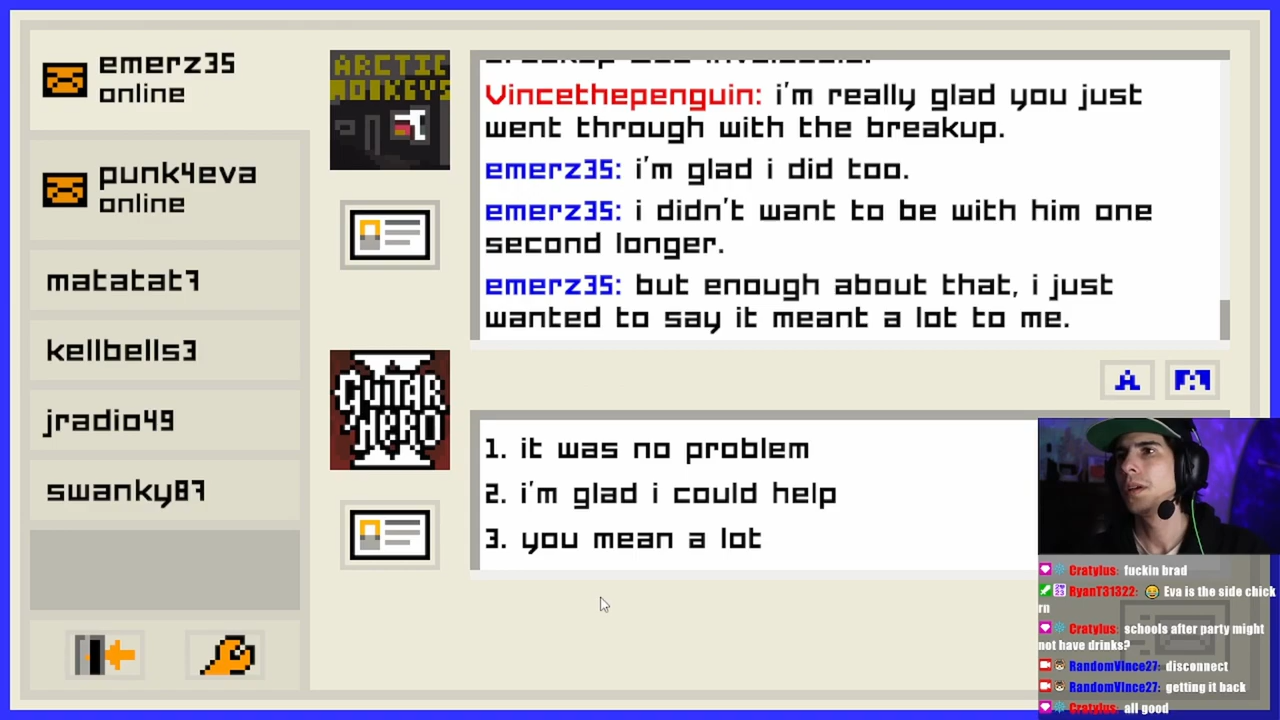 emerz35
online
punk4eva
online
matatat7
kellbells3
jradio49
swanky87
ARCTIC
MONKEYS
GUITAR
HERO
Vincethepenguin: i'm really glad you just
went through with the breakup.
emerz35: i'm glad i did too.
emerz35: i didn't want to be with him one
second longer.
emerz35: but enough about that, i just
wanted to say it meant a lot to me.
A
A
1. it was no problem
2. i'm glad i could help
3. you mean a lot
Cratylus: fuckin brad
RyanT31322: 😂 Eva is the side chick
rn
Cratylus: schools after party might
not have drinks?
RandomVince27: disconnect
RandomVince27: getting it back
Cratylus: all good